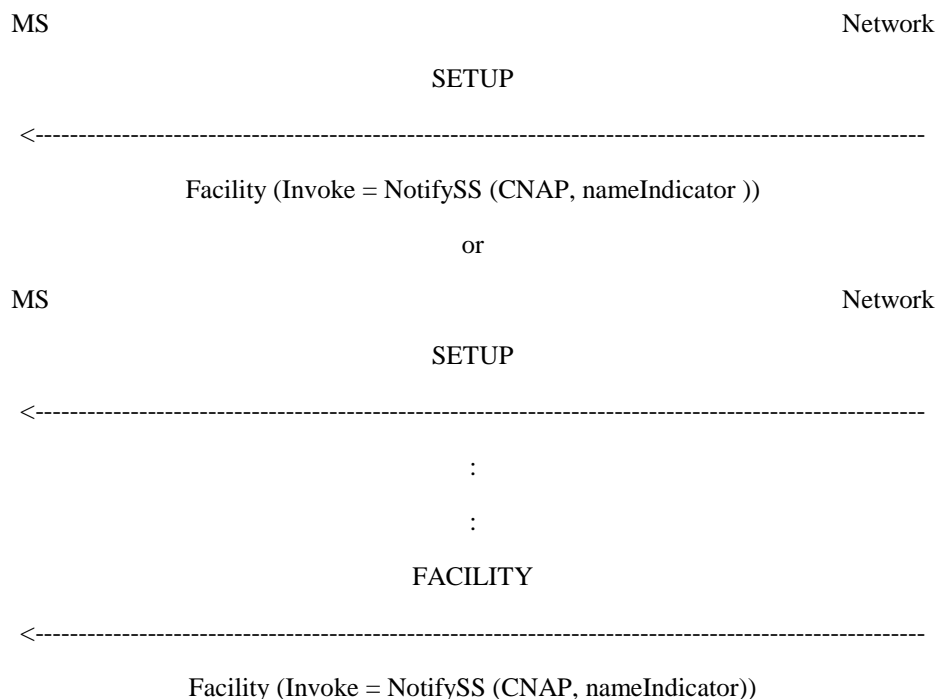 MS Network
SETUP
<--------------------------------------------------------------------------------------------------------
Facility (Invoke = NotifySS (CNAP, nameIndicator ))
or
MS Network
SETUP
<--------------------------------------------------------------------------------------------------------
:
:
FACILITY
<--------------------------------------------------------------------------------------------------------
Facility (Invoke = NotifySS (CNAP, nameIndicator))